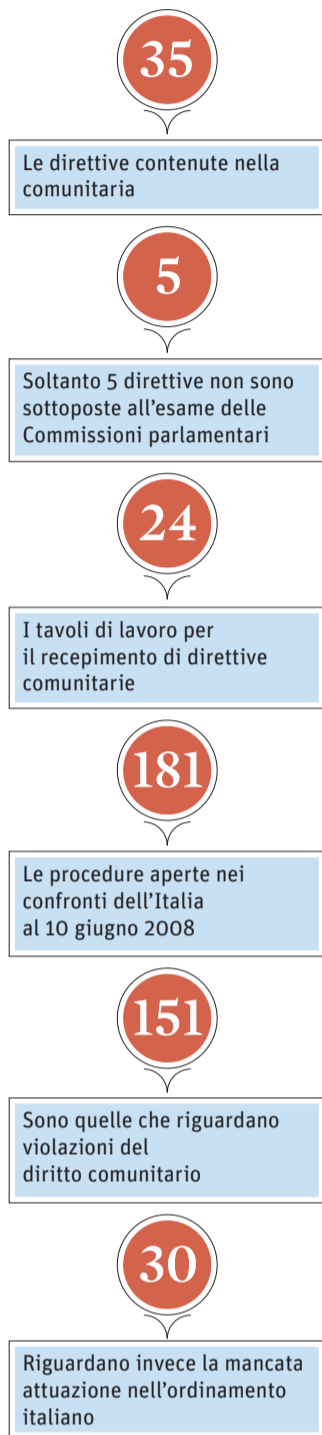 35
Le direttive contenute nella
comunitaria
5
Soltanto 5 direttive non sono
sottoposte all'esame delle
Commissioni parlamentari
24
I tavoli di lavoro per
il recepimento di direttive
comunitarie
181
Le procedure aperte nei
confronti dell'Italia
al 10 giugno 2008
151
Sono quelle che riguardano
violazioni del
diritto comunitario
30
Riguardano invece la mancata
attuazione nell'ordinamento
italiano